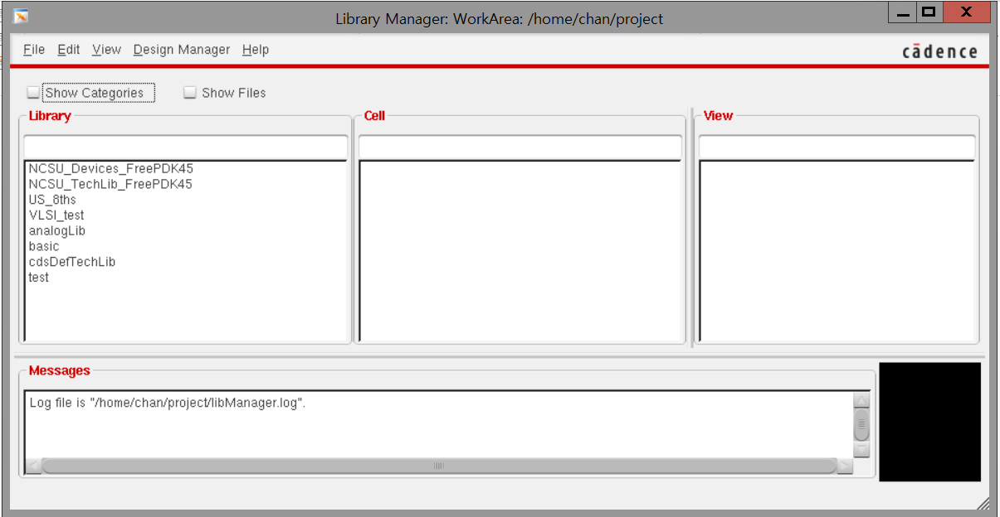 Library Manager: WorkArea: /home/chan/project
File Edit View Design Manager Help
cādence
Show Categories Show Files
Library Cell View
NCSU_Devices_FreePDK45
NCSU_TechLib_FreePDK45
US_8ths
VLSI_test
analogLib
basic
cdsDefTechLib
test
Messages
Log file is "/home/chan/project/libManager.log".